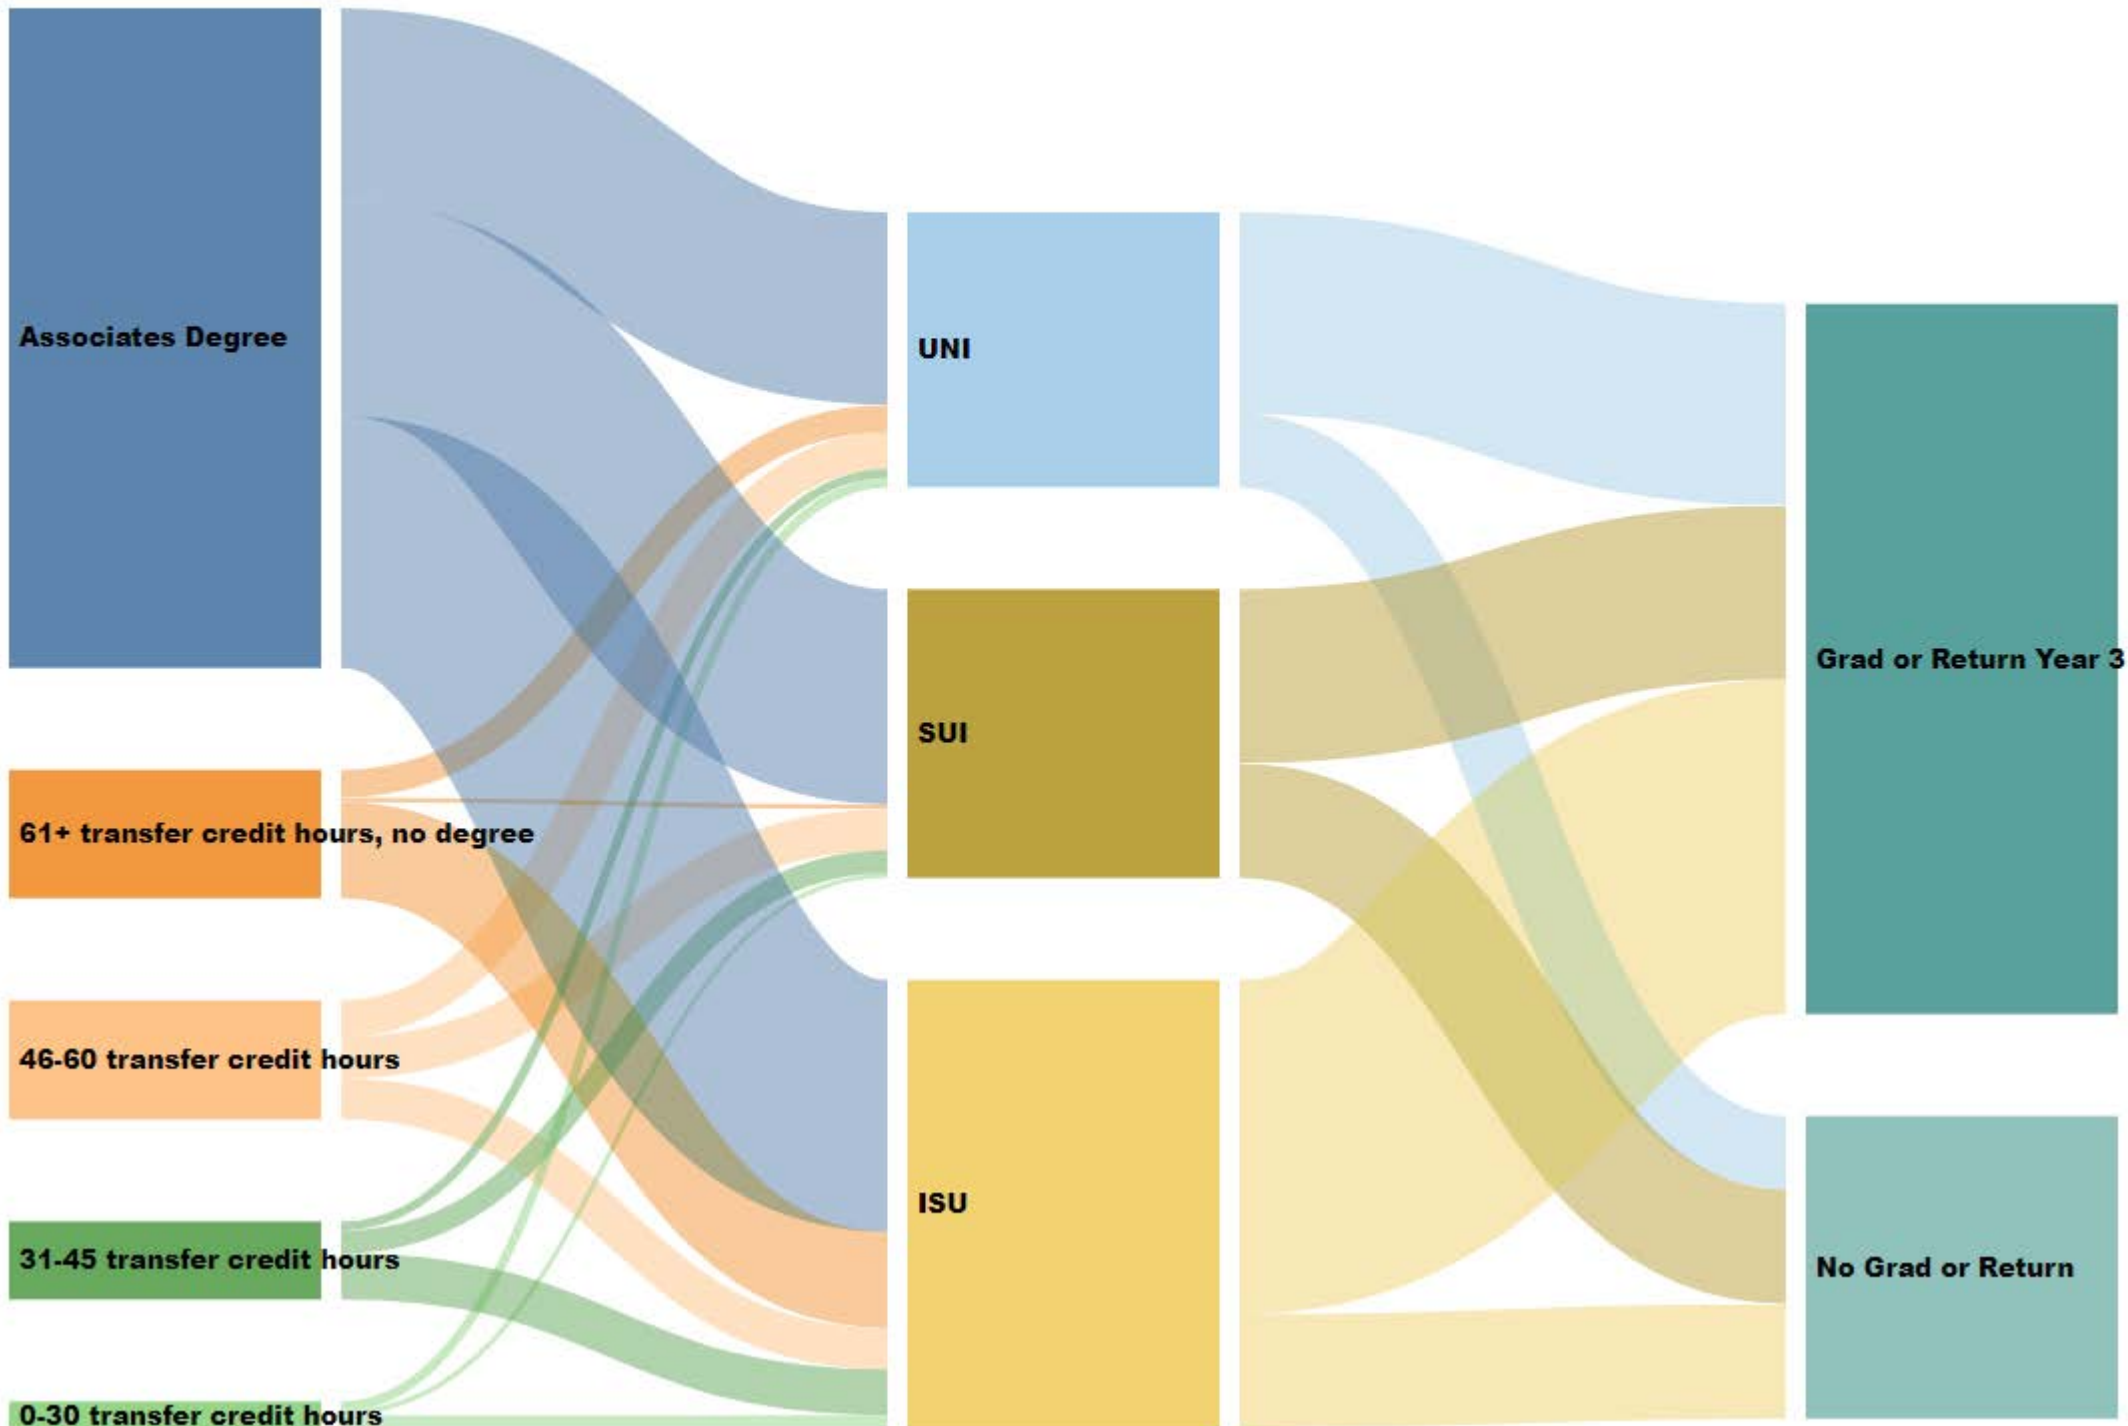 Associates Degree
61+ transfer credit hours, no degree
46-60 transfer credit hours
31-45 transfer credit hours
0-30 transfer credit hours
UNI
SUI
ISU
Grad or Return Year 3
No Grad or Return